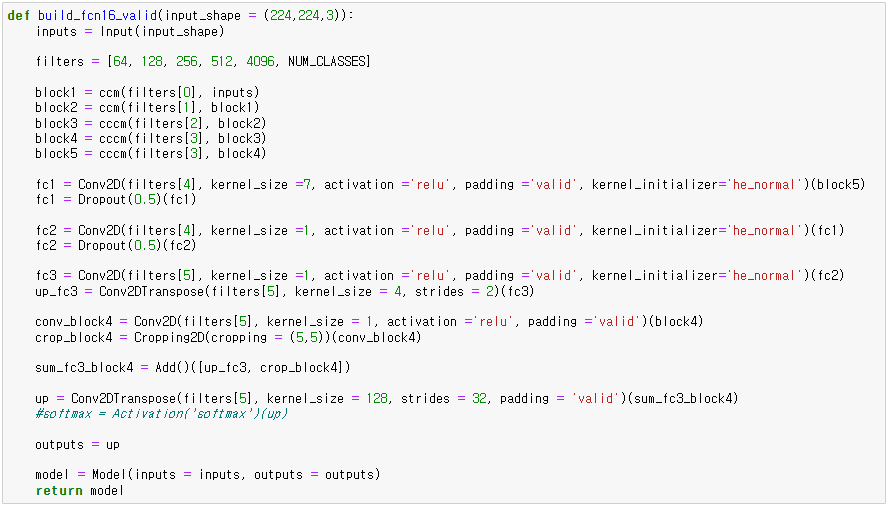 def build_fcn16_valid(input_shape = (224,224,3)):
    inputs = Input(input_shape)

    filters = [64, 128, 256, 512, 4096, NUM_CLASSES]

    block1 = ccm(filters[0], inputs)
    block2 = ccm(filters[1], block1)
    block3 = cccm(filters[2], block2)
    block4 = cccm(filters[3], block3)
    block5 = cccm(filters[3], block4)

    fc1 = Conv2D(filters[4], kernel_size =7, activation ='relu', padding ='valid', kernel_initializer='he_normal')(block5)
    fc1 = Dropout(0.5)(fc1)

    fc2 = Conv2D(filters[4], kernel_size =1, activation ='relu', padding ='valid', kernel_initializer='he_normal')(fc1)
    fc2 = Dropout(0.5)(fc2)

    fc3 = Conv2D(filters[5], kernel_size =1, activation ='relu', padding ='valid', kernel_initializer='he_normal')(fc2)
    up_fc3 = Conv2DTranspose(filters[5], kernel_size = 4, strides = 2)(fc3)

    conv_block4 = Conv2D(filters[5], kernel_size = 1, activation ='relu', padding ='valid')(block4)
    crop_block4 = Cropping2D(cropping = (5,5))(conv_block4)

    sum_fc3_block4 = Add()([up_fc3, crop_block4])

    up = Conv2DTranspose(filters[5], kernel_size = 128, strides = 32, padding = 'valid')(sum_fc3_block4)
    #softmax = Activation('softmax')(up)

    outputs = up

    model = Model(inputs = inputs, outputs = outputs)
    return model